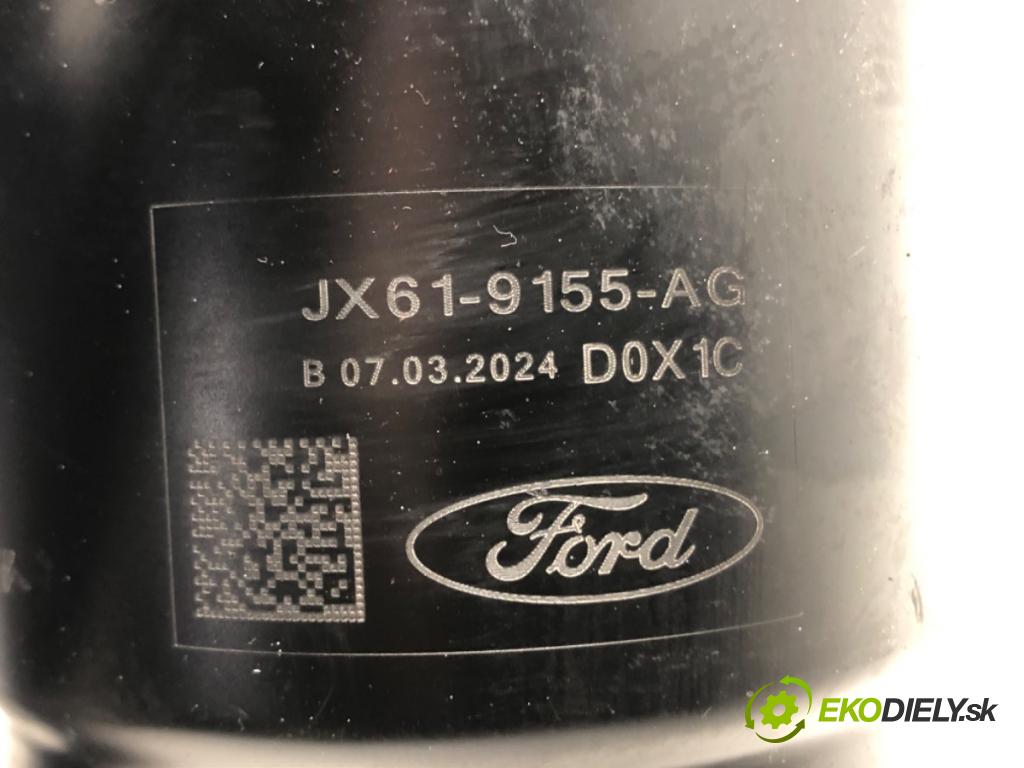 JX61-9155-AG
B 07.03.2024 D0X1C
Ford
EKODIELY.sk